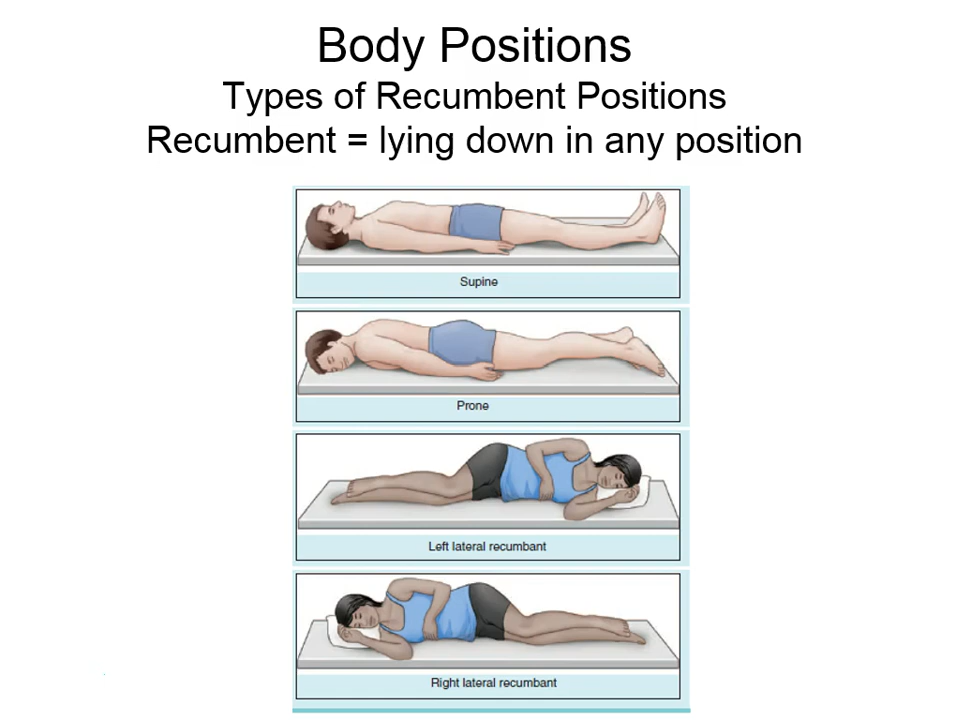 Body Positions
Types of Recumbent Positions
Recumbent = lying down in any position
Supine
Prone
Left lateral recumbant
Right lateral recumbant